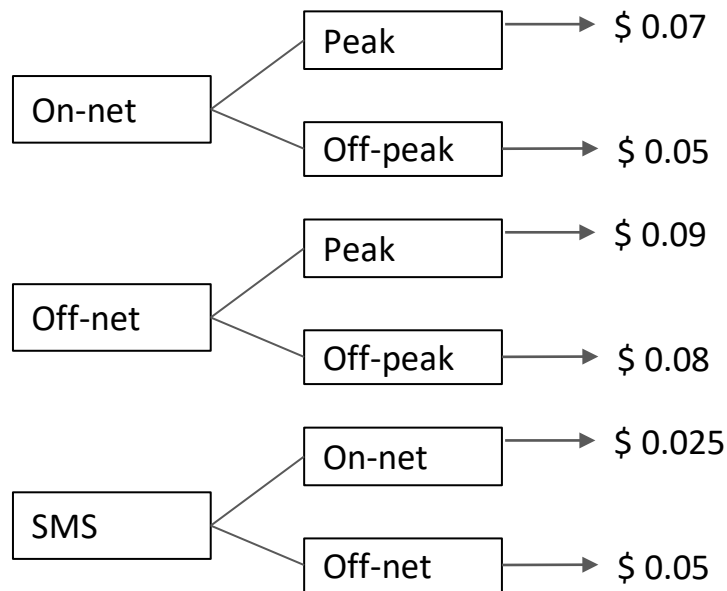 Peak
$ 0.07
On-net
Off-peak
$ 0.05
Peak
$ 0.09
Off-net
Off-peak
$ 0.08
On-net
$ 0.025
SMS
Off-net
$ 0.05